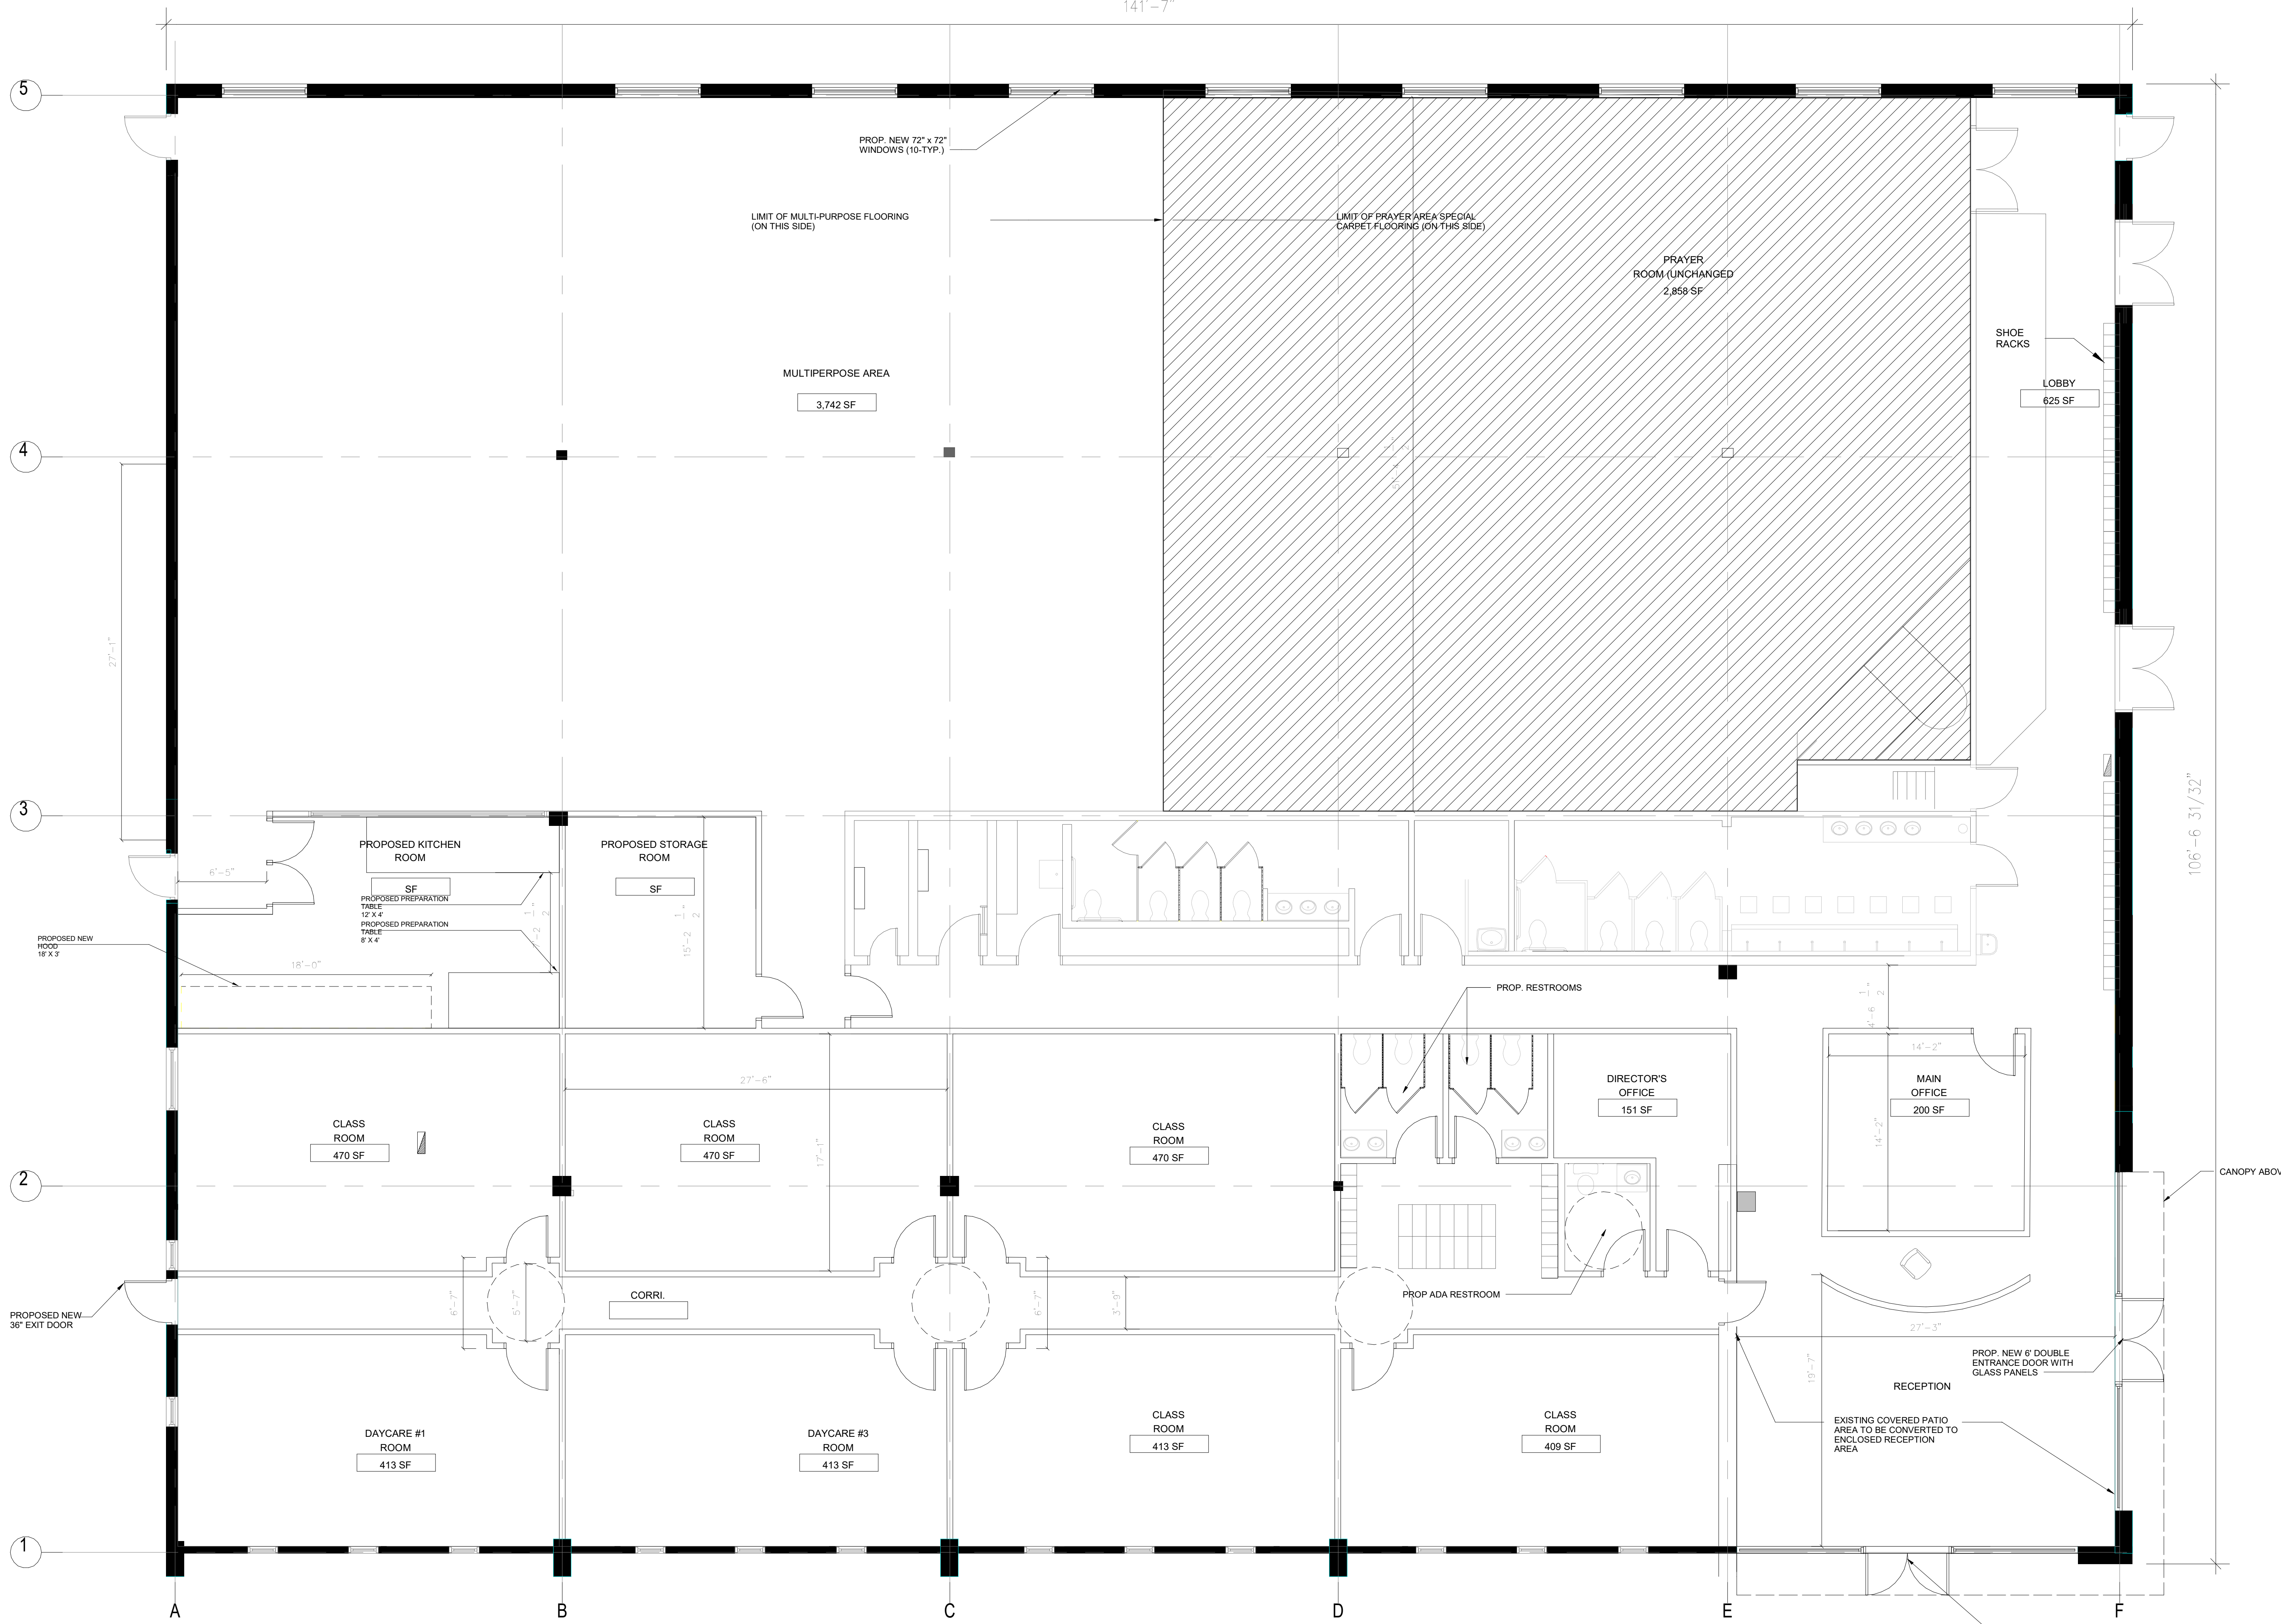 141'-7"
5
PROP. NEW 72" x 72"
WINDOWS (10-TYP.)
LIMIT OF MULTI-PURPOSE FLOORING
(ON THIS SIDE)
LIMIT OF PRAYER AREA SPECIAL
CARPET FLOORING (ON THIS SIDE)
PRAYER
ROOM (UNCHANGED
2,858 SF
SHOE
RACKS
MULTIPERPOSE AREA
3,742 SF
LOBBY
625 SF
4
27'-1"
106'-6 31/32"
3
PROPOSED KITCHEN
ROOM
SF
PROPOSED STORAGE
ROOM
SF
6'-5"
PROPOSED PREPARATION
TABLE
12' X 4'
PROPOSED PREPARATION
TABLE
8' X 4'
15'-2 1/2"
PROPOSED NEW
HOOD
18' X 3'
18'-0"
PROP. RESTROOMS
4'-6 1/2"
14'-2"
27'-6"
DIRECTOR'S
OFFICE
151 SF
MAIN
OFFICE
200 SF
14'-2"
CLASS
ROOM
470 SF
CLASS
ROOM
470 SF
17'-1"
CLASS
ROOM
470 SF
2
CANOPY ABOV
PROPOSED NEW
36" EXIT DOOR
6'-7"
5'-7"
CORRI.
6'-7"
3'-9"
PROP ADA RESTROOM
27'-3"
19'-7"
PROP. NEW 6' DOUBLE
ENTRANCE DOOR WITH
GLASS PANELS
RECEPTION
EXISTING COVERED PATIO
AREA TO BE CONVERTED TO
ENCLOSED RECEPTION
AREA
DAYCARE #1
ROOM
413 SF
DAYCARE #3
ROOM
413 SF
CLASS
ROOM
413 SF
CLASS
ROOM
409 SF
1
A
B
C
D
E
F